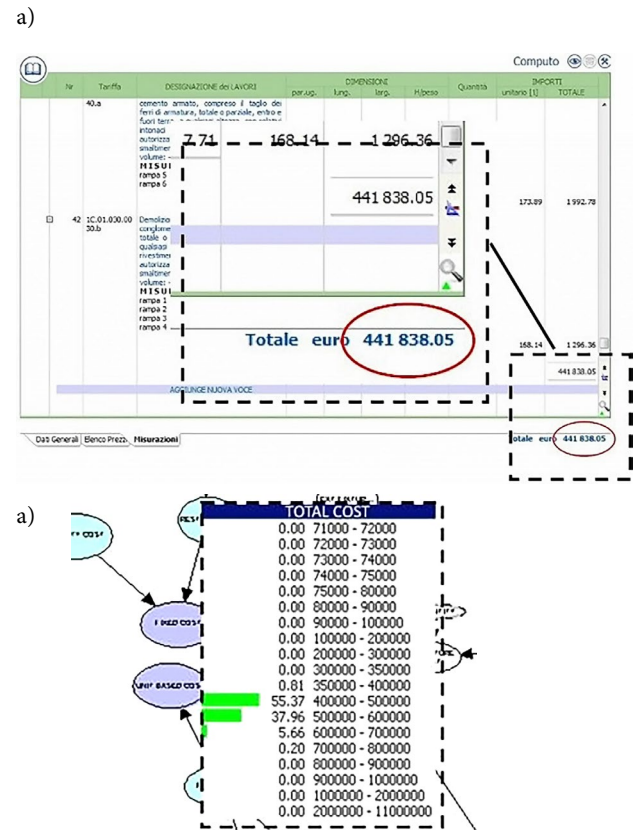 a)
Computo
Nr Tariffa DESIGNAZIONE dei LAVORI DIMENSIONI Quantità IMPORTI
par.ug. lung. larg. H/peso unitario [1] TOTALE
40.a cemento armato, compreso il taglio dei
ferri di armatura, totale o parziale, entro e
fuori
intonaci
autorizza
smaltimer
volume: -
7.71 168.14 1 296.36
MISU
rampa 5
rampa 6
441 838.05
173.89 1 992.78
42 1C.01.030.00
30.b
Demolizio
conglome
totale o
qualsiasi
rivestimer
autorizza
smaltimer
volume: -
MISU
rampa 1
rampa 2
rampa 3
rampa 4
Totale euro 441 838.05
168.14 1 296.36
441 838.05
AGGIUNGE NUOVA VOCE
Dati Generali Elenco Prezzi Misurazioni
otale euro 441 838.05
a)
TOTAL COST
0.00 71000 - 72000
0.00 72000 - 73000
0.00 73000 - 74000
0.00 74000 - 75000
0.00 75000 - 80000
0.00 80000 - 90000
0.00 90000 - 100000
0.00 100000 - 200000
0.00 200000 - 300000
0.00 300000 - 350000
0.81 350000 - 400000
55.37 400000 - 500000
37.96 500000 - 600000
5.66 600000 - 700000
0.20 700000 - 800000
0.00 800000 - 900000
0.00 900000 - 1000000
0.00 1000000 - 2000000
0.00 2000000 - 11000000
COST
RES
FIXED COST
UNIT BASED COS